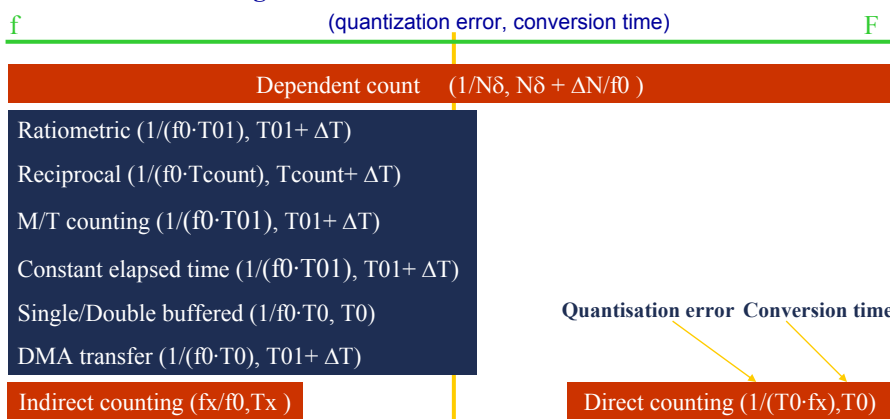 (quantization error, conversion time)
f F
Dependent count (1/Nδ, Nδ + ΔN/f0 )
Ratiometric (1/(f0·T01), T01+ ΔT)
Reciprocal (1/(f0·Tcount), Tcount+ ΔT)
M/T counting (1/(f0·T01), T01+ ΔT)
Constant elapsed time (1/(f0·T01), T01+ ΔT)
Single/Double buffered (1/f0·T0, T0)
DMA transfer (1/(f0·T0), T01+ ΔT)
Quantisation error Conversion time
Indirect counting (fx/f0,Tx )
Direct counting (1/(T0·fx),T0)